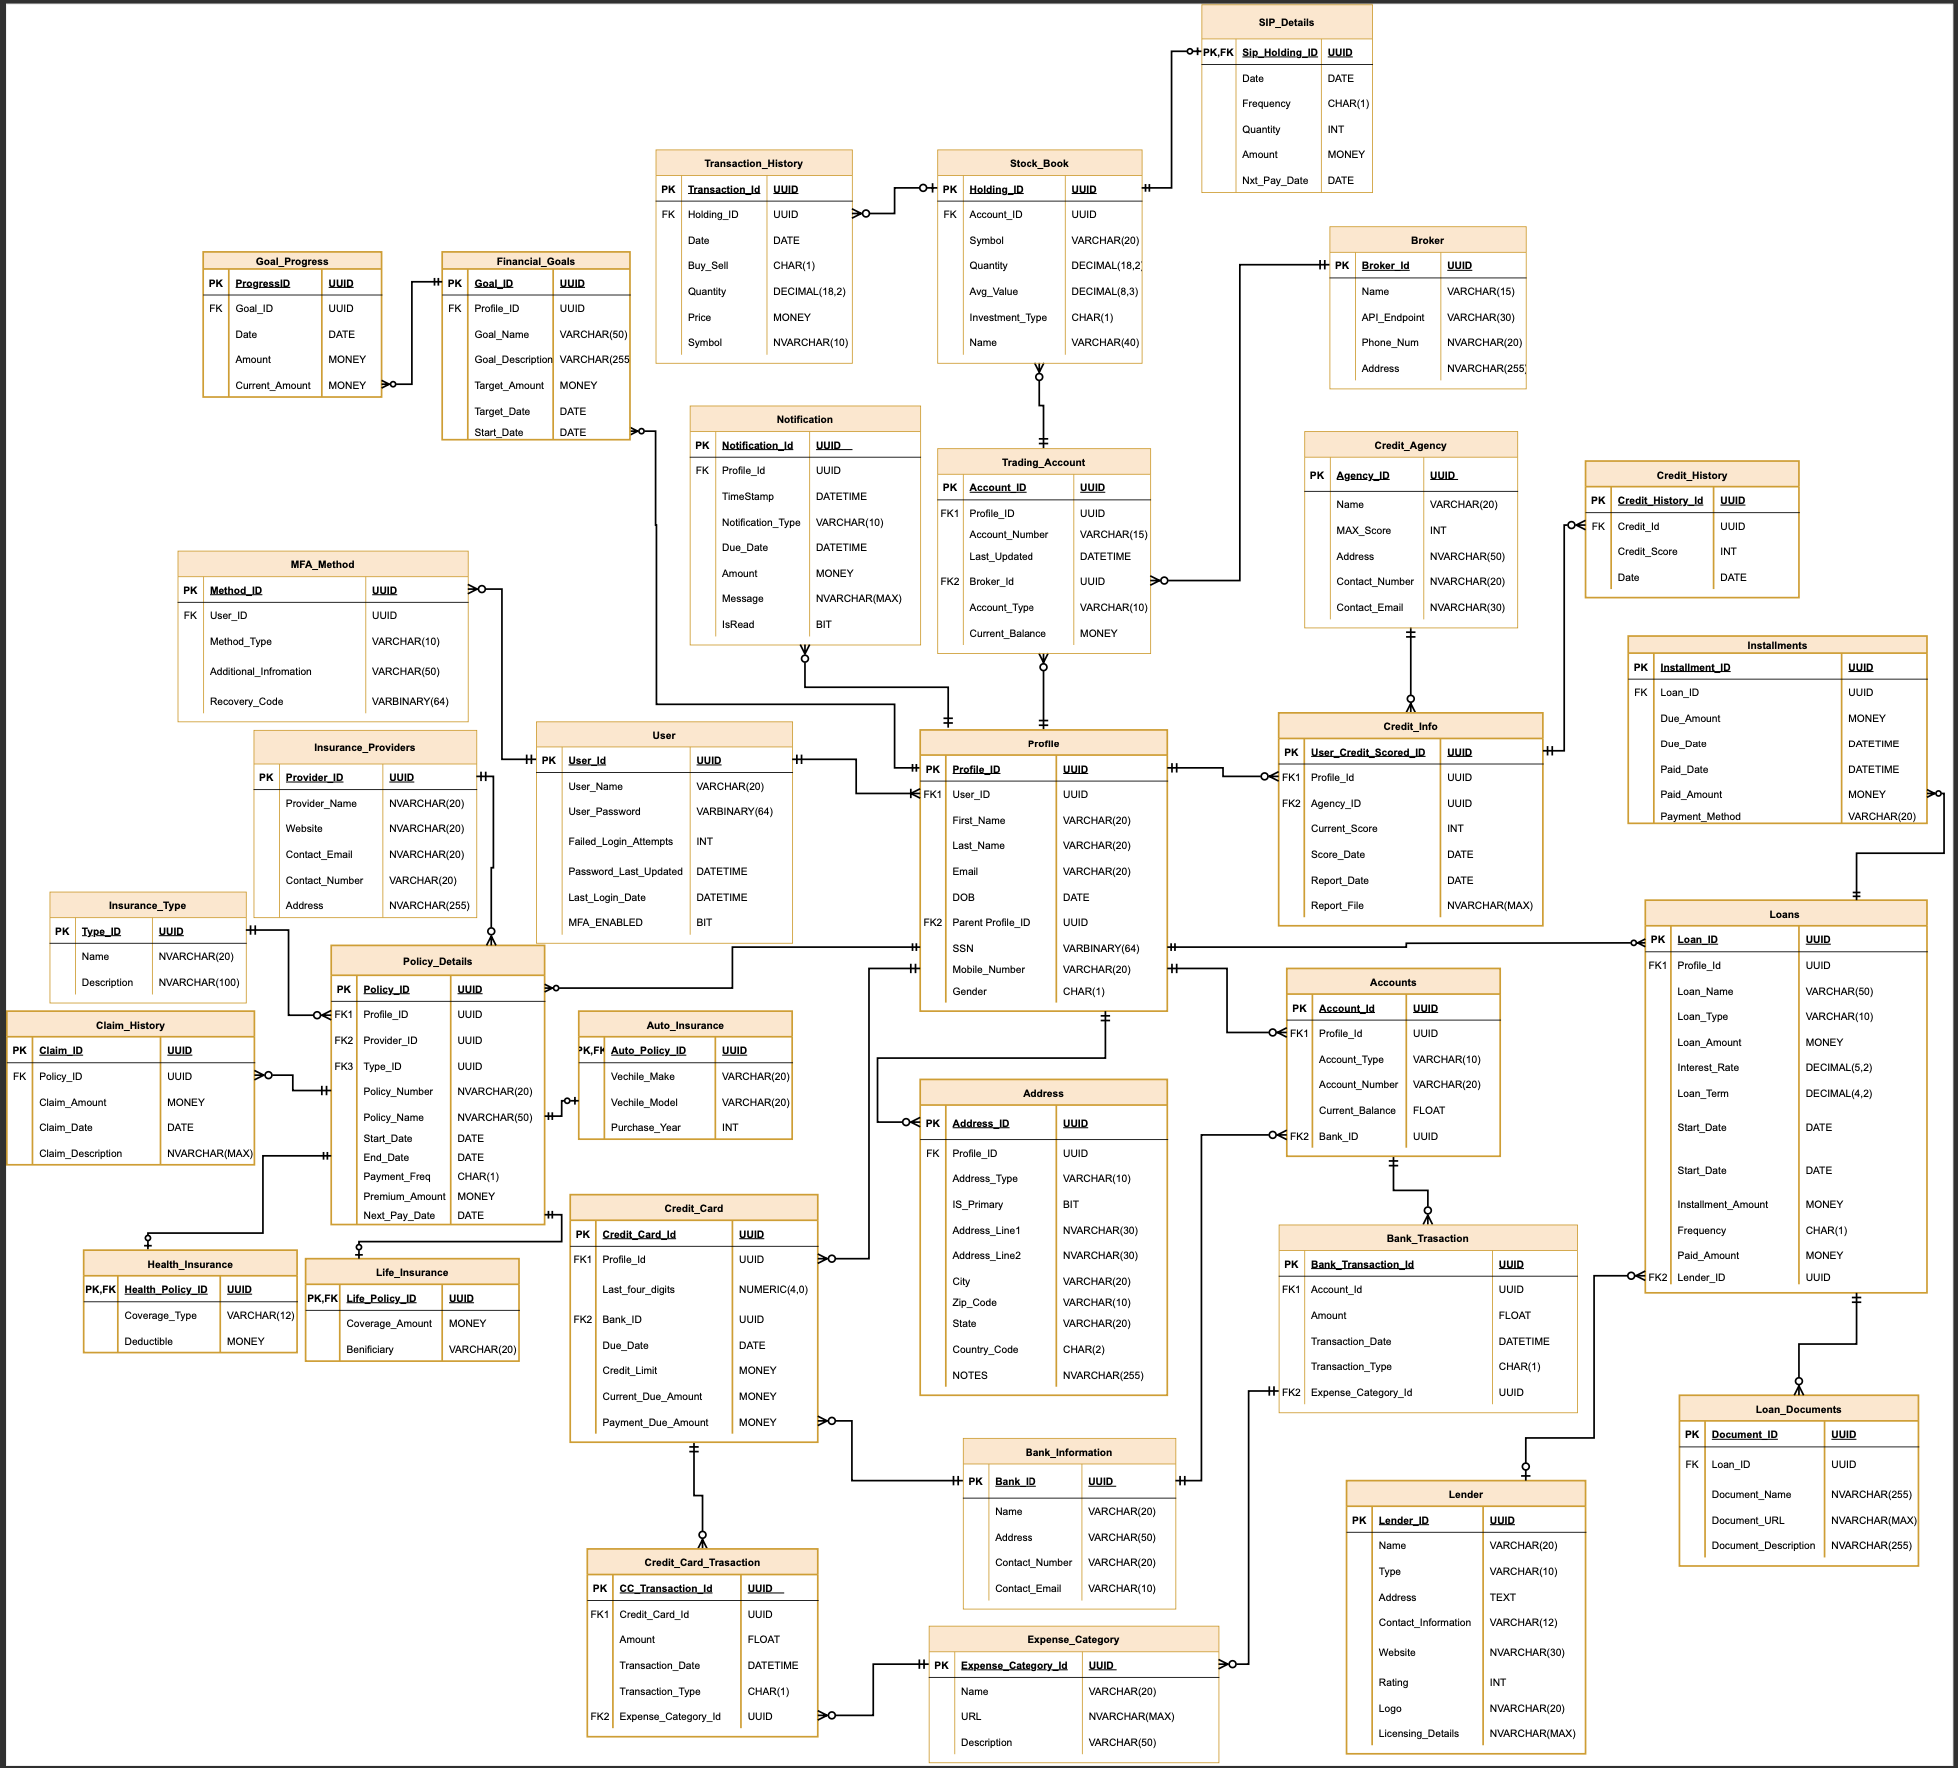 SIP_Details
PK,FK Sip_Holding_ID UUID
Date DATE
Frequency CHAR(1)
Quantity INT
Amount MONEY
Nxt_Pay_Date DATE
Transaction_History
PK Transaction_Id UUID
FK Holding_ID UUID
Date DATE
Buy_Sell CHAR(1)
Quantity DECIMAL(18,2)
Price MONEY
Symbol NVARCHAR(10)
Stock_Book
PK Holding_ID UUID
FK Account_ID UUID
Symbol VARCHAR(20)
Quantity DECIMAL(18,2
Avg_Value DECIMAL(8,3)
Investment_Type CHAR(1)
Name VARCHAR(40)
Broker
PK Broker_Id UUID
Name VARCHAR(15)
API_Endpoint VARCHAR(30)
Phone_Num NVARCHAR(20)
Address NVARCHAR(255)
Goal_Progress
PK ProgressID UUID
FK Goal_ID UUID
Date DATE
Amount MONEY
Current_Amount MONEY
Financial_Goals
PK Goal_ID UUID
FK Profile_ID UUID
Goal_Name VARCHAR(50)
Goal_Description VARCHAR(255
Target_Amount MONEY
Target_Date DATE
Start_Date DATE
Notification
PK Notification_Id UUID
FK Profile_Id UUID
TimeStamp DATETIME
Notification_Type VARCHAR(10)
Due_Date DATETIME
Amount MONEY
Message NVARCHAR(MAX)
IsRead BIT
Trading_Account
PK Account_ID UUID
FK1 Profile_ID UUID
Account_Number VARCHAR(15)
Last_Updated DATETIME
FK2 Broker_Id UUID
Account_Type VARCHAR(10)
Current_Balance MONEY
Credit_Agency
PK Agency_ID UUID
Name VARCHAR(20)
MAX_Score INT
Address NVARCHAR(50)
Contact_Number NVARCHAR(20)
Contact_Email NVARCHAR(30)
Credit_History
PK Credit_History_Id UUID
FK Credit_Id UUID
Credit_Score INT
Date DATE
MFA_Method
PK Method_ID UUID
FK User_ID UUID
Method_Type VARCHAR(10)
Additional_Infromation VARCHAR(50)
Recovery_Code VARBINARY(64)
Installments
PK Installment_ID UUID
FK Loan_ID UUID
Due_Amount MONEY
Due_Date DATETIME
Paid_Date DATETIME
Paid_Amount MONEY
Payment_Method VARCHAR(20)
Insurance_Providers
PK Provider_ID UUID
Provider_Name NVARCHAR(20)
Website NVARCHAR(20)
Contact_Email NVARCHAR(20)
Contact_Number VARCHAR(20)
Address NVARCHAR(255)
User
PK User_Id UUID
User_Name VARCHAR(20)
User_Password VARBINARY(64)
Failed_Login_Attempts INT
Password_Last_Updated DATETIME
Last_Login_Date DATETIME
MFA_ENABLED BIT
Profile
PK Profile_ID UUID
FK1 User_ID UUID
First_Name VARCHAR(20)
Last_Name VARCHAR(20)
Email VARCHAR(20)
DOB DATE
FK2 Parent Profile_ID UUID
SSN VARBINARY(64)
Mobile_Number VARCHAR(20)
Gender CHAR(1)
Credit_Info
PK User_Credit_Scored_ID UUID
FK1 Profile_Id UUID
FK2 Agency_ID UUID
Current_Score INT
Score_Date DATE
Report_Date DATE
Report_File NVARCHAR(MAX)
Insurance_Type
PK Type_ID UUID
Name NVARCHAR(20)
Description NVARCHAR(100)
Policy_Details
PK Policy_ID UUID
FK1 Profile_ID UUID
FK2 Provider_ID UUID
FK3 Type_ID UUID
Policy_Number NVARCHAR(20)
Policy_Name NVARCHAR(50)
Start_Date DATE
End_Date DATE
Payment_Freq CHAR(1)
Premium_Amount MONEY
Next_Pay_Date DATE
Loans
PK Loan_ID UUID
FK1 Profile_Id UUID
Loan_Name VARCHAR(50)
Loan_Type VARCHAR(10)
Loan_Amount MONEY
Interest_Rate DECIMAL(5,2)
Loan_Term DECIMAL(4,2)
Start_Date DATE
Start_Date DATE
Installment_Amount MONEY
Frequency CHAR(1)
Paid_Amount MONEY
FK2 Lender_ID UUID
Claim_History
PK Claim_ID UUID
FK Policy_ID UUID
Claim_Amount MONEY
Claim_Date DATE
Claim_Description NVARCHAR(MAX)
Auto_Insurance
PK,FK Auto_Policy_ID UUID
Vechile_Make VARCHAR(20)
Vechile_Model VARCHAR(20)
Purchase_Year INT
Accounts
PK Account_Id UUID
FK1 Profile_Id UUID
Account_Type VARCHAR(10)
Account_Number VARCHAR(20)
Current_Balance FLOAT
FK2 Bank_ID UUID
Address
PK Address_ID UUID
FK Profile_ID UUID
Address_Type VARCHAR(10)
IS_Primary BIT
Address_Line1 NVARCHAR(30)
Address_Line2 NVARCHAR(30)
City VARCHAR(20)
Zip_Code VARCHAR(10)
State VARCHAR(20)
Country_Code CHAR(2)
NOTES NVARCHAR(255)
Credit_Card
PK Credit_Card_Id UUID
FK1 Profile_Id UUID
Last_four_digits NUMERIC(4,0)
FK2 Bank_ID UUID
Due_Date DATE
Credit_Limit MONEY
Current_Due_Amount MONEY
Payment_Due_Amount MONEY
Health_Insurance
PK,FK Health_Policy_ID UUID
Coverage_Type VARCHAR(12)
Deductible MONEY
Life_Insurance
PK,FK Life_Policy_ID UUID
Coverage_Amount MONEY
Benificiary VARCHAR(20)
Bank_Trasaction
PK Bank_Transaction_Id UUID
FK1 Account_Id UUID
Amount FLOAT
Transaction_Date DATETIME
Transaction_Type CHAR(1)
FK2 Expense_Category_Id UUID
Loan_Documents
PK Document_ID UUID
FK Loan_ID UUID
Document_Name NVARCHAR(255)
Document_URL NVARCHAR(MAX)
Document_Description NVARCHAR(255)
Bank_Information
PK Bank_ID UUID
Name VARCHAR(20)
Address VARCHAR(50)
Contact_Number VARCHAR(20)
Contact_Email VARCHAR(10)
Lender
PK Lender_ID UUID
Name VARCHAR(20)
Type VARCHAR(10)
Address TEXT
Contact_Information VARCHAR(12)
Website NVARCHAR(30)
Rating INT
Logo NVARCHAR(20)
Licensing_Details NVARCHAR(MAX)
Credit_Card_Trasaction
PK CC_Transaction_Id UUID
FK1 Credit_Card_Id UUID
Amount FLOAT
Transaction_Date DATETIME
Transaction_Type CHAR(1)
FK2 Expense_Category_Id UUID
Expense_Category
PK Expense_Category_Id UUID
Name VARCHAR(20)
URL NVARCHAR(MAX)
Description VARCHAR(50)